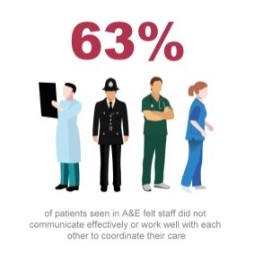 63%
of patients seen in A&E felt staff did not
communicate effectively or work well with each
other to coordinate their care